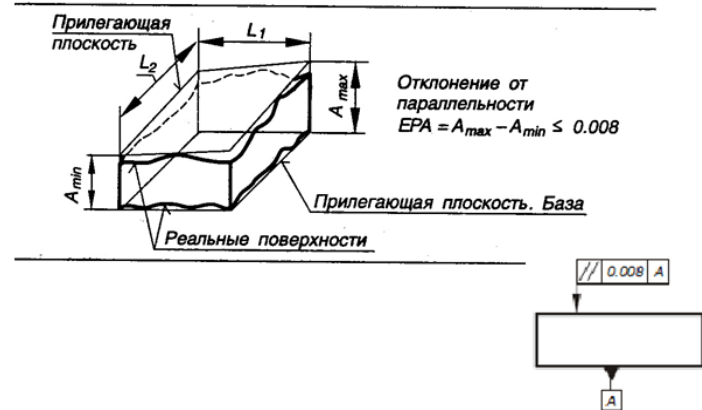 Прилегающая
плоскость
L1
L2
A max
Отклонение от
параллельности
EPA = Amax – Amin ≤ 0.008
A min
Прилегающая плоскость. База
Реальные поверхности
// 0.008 A
A